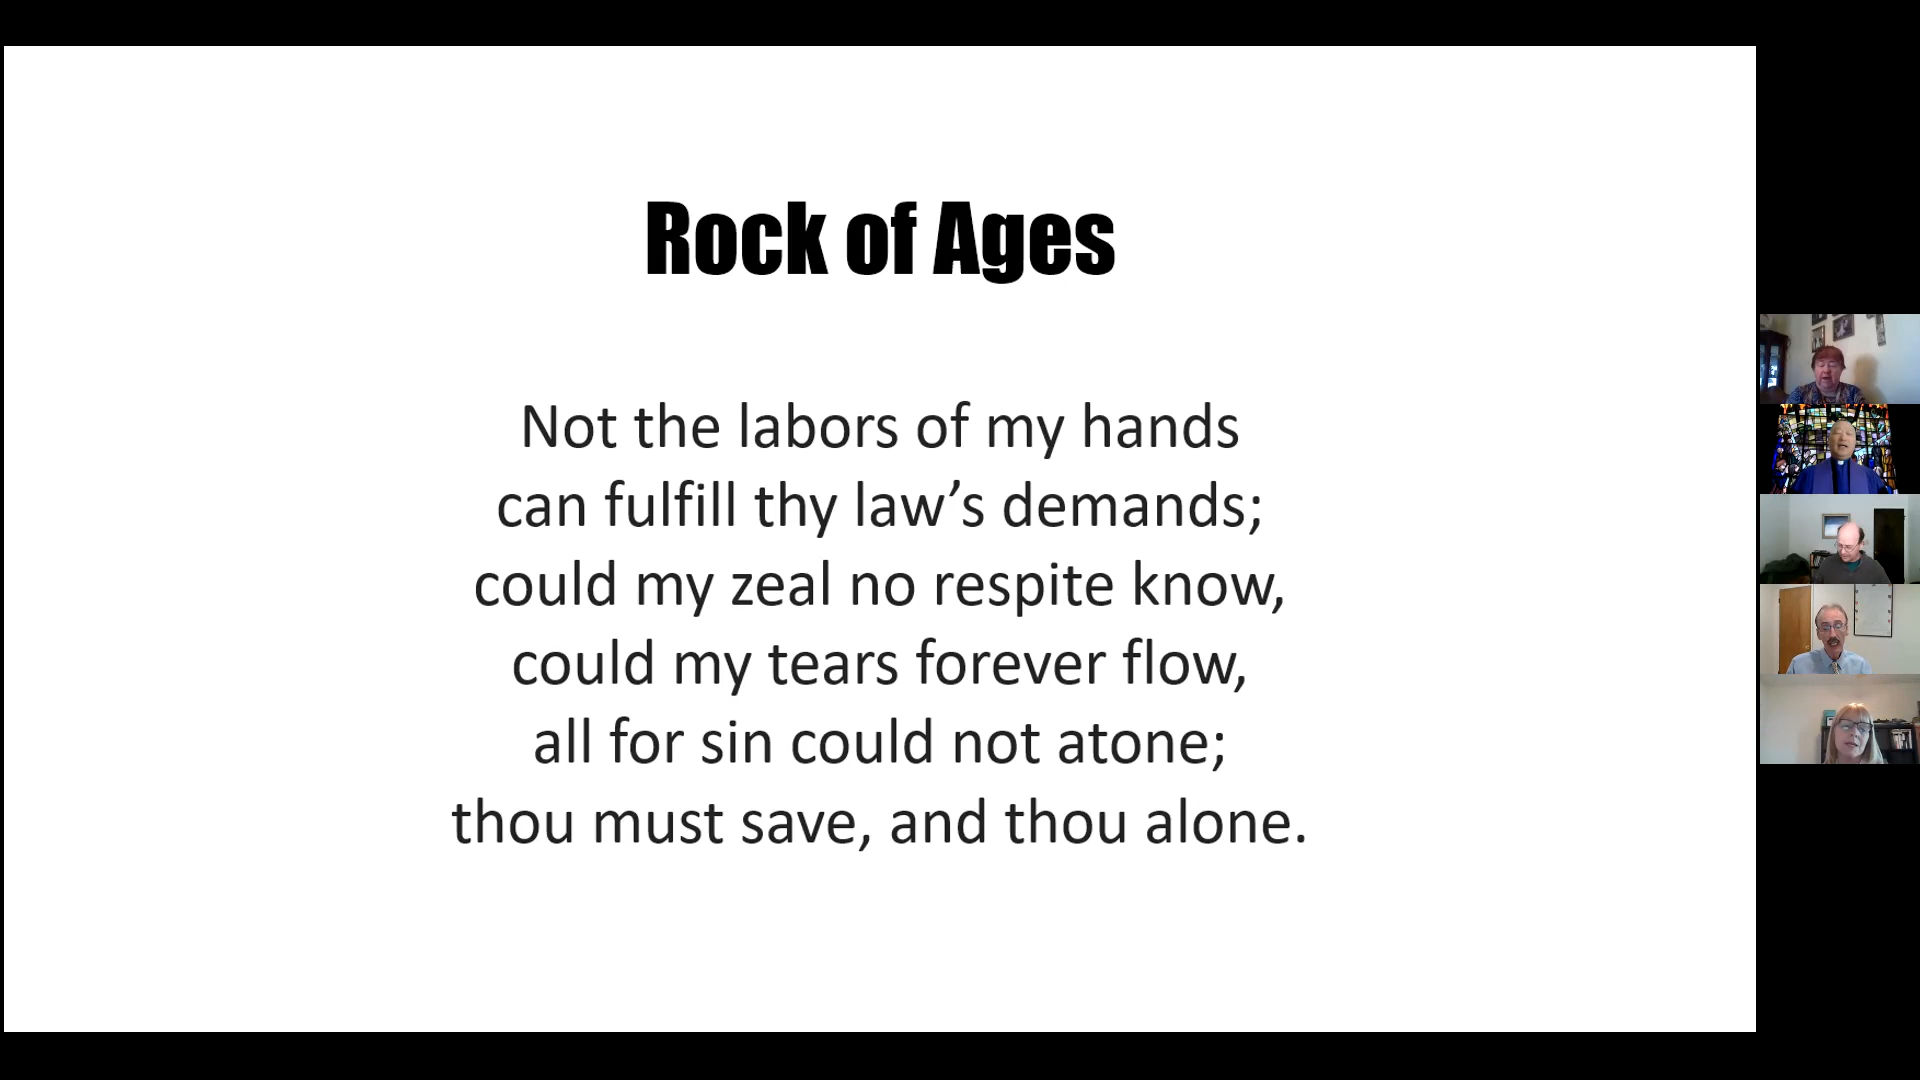 Rock of Ages
Not the labors of my hands
can fulfill thy law’s demands;
could my zeal no respite know,
could my tears forever flow,
all for sin could not atone;
thou must save, and thou alone.